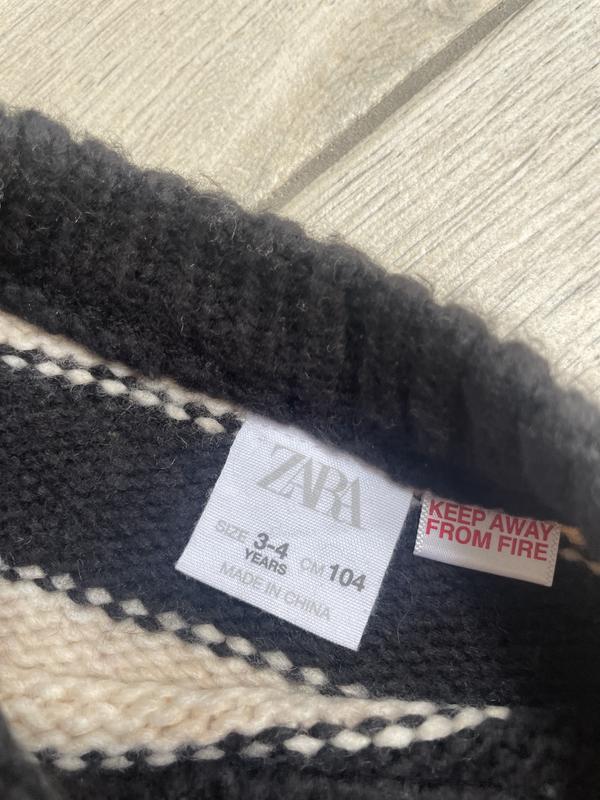 ZARA
SIZE 3-4 YEARS CM 104
MADE IN CHINA
KEEP AWAY
FROM FIRE